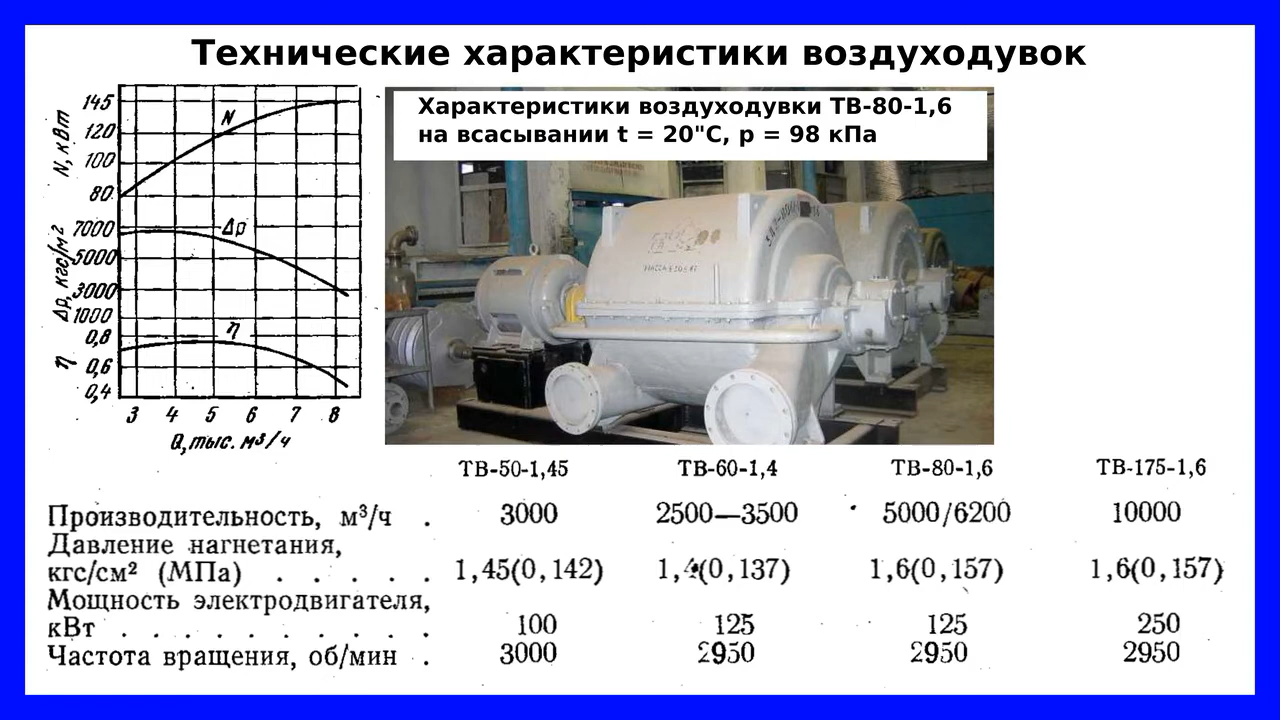 Технические характеристики воздуходувок
Характеристики воздуходувки ТВ-80-1,6
на всасывании t = 20"С, р = 98 кПа
N, кВт
145
120
100
80
Δp, кгс/м²
7000
5000
3000
1000
η
0,8
0,6
0,4
N
Δp
η
3 4 5 6 7 8
Q, тыс. м³/ч
ТВ-50-1,45 ТВ-60-1,4 ТВ-80-1,6 ТВ-175-1,6
Производительность, м³/ч . 3000 2500—3500 5000/6200 10000
Давление нагнетания,
кгс/см² (МПа) . . . . . 1,45(0,142) 1,4(0,137) 1,6(0,157) 1,6(0,157)
Мощность электродвигателя,
кВт . . . . . . . . . . 100 125 125 250
Частота вращения, об/мин . 3000 2950 2950 2950